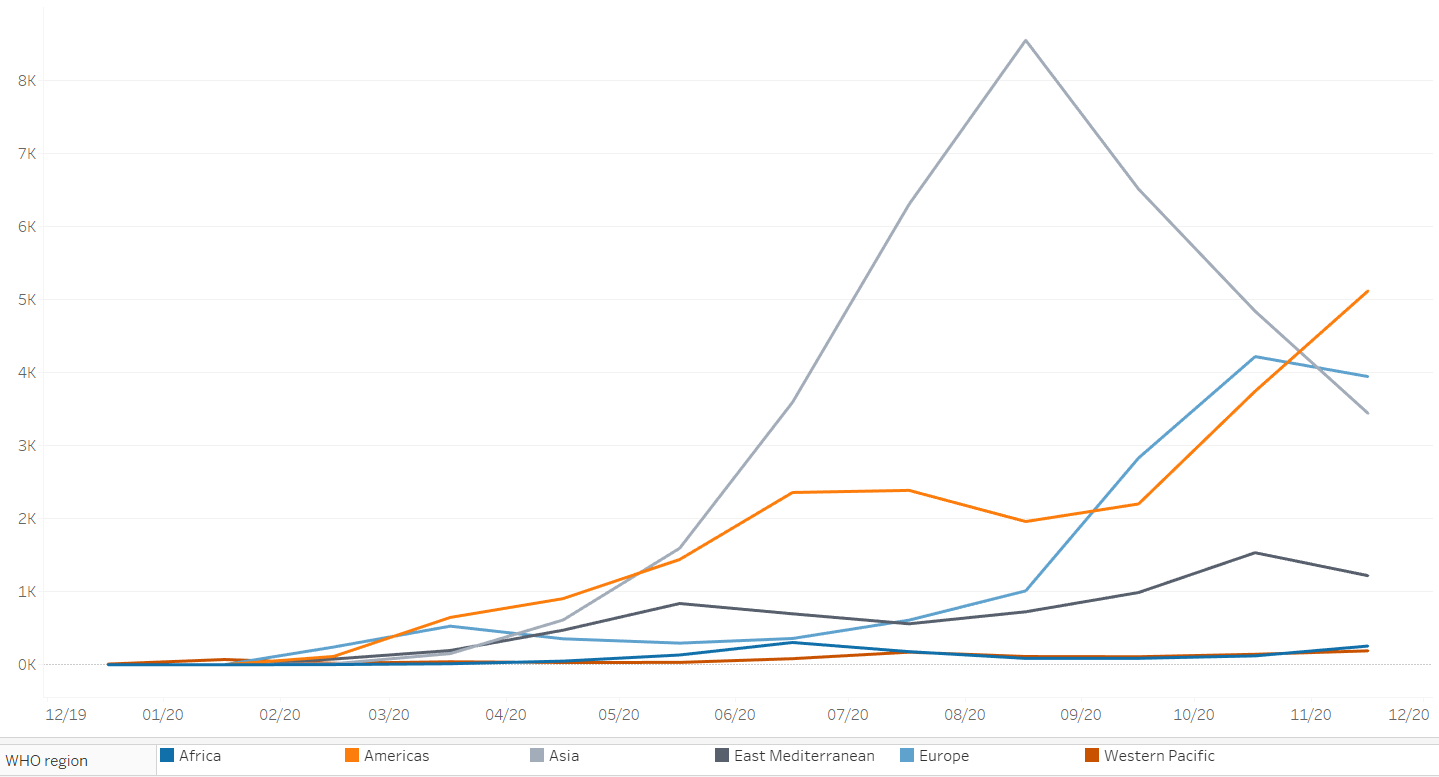 8K
7K
6K
5K
4K
3K
2K
1K
0K
12/19 01/20 02/20 03/20 04/20 05/20 06/20 07/20 08/20 09/20 10/20 11/20 12/20
WHO region Africa Americas Asia East Mediterranean Europe Western Pacific